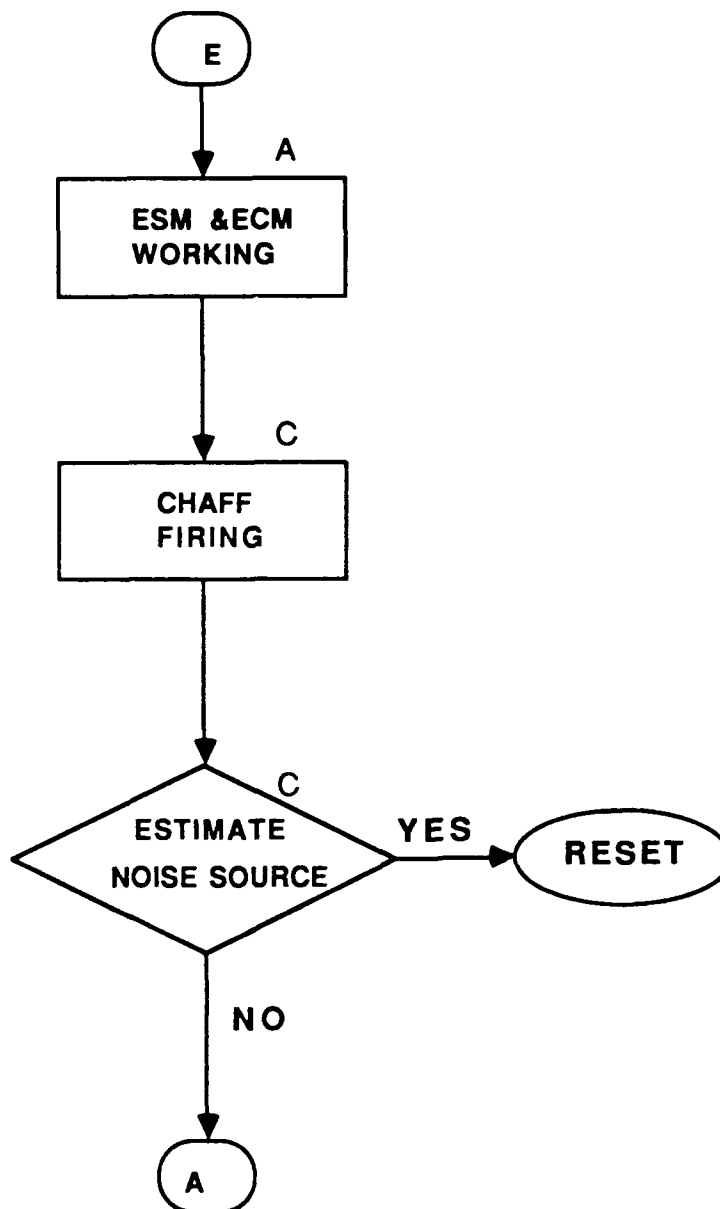 E
A
ESM &ECM
WORKING
C
CHAFF
FIRING
C
ESTIMATE
NOISE SOURCE
YES
RESET
NO
A